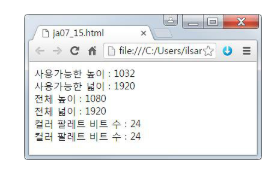 ja07_15.html
file:///C:/Users/ilsar
사용가능한 높이 : 1032
사용가능한 넓이 : 1920
전체 높이 : 1080
전체 넓이 : 1920
컬러 팔레트 비트 수 : 24
컬러 팔레트 비트 수 : 24